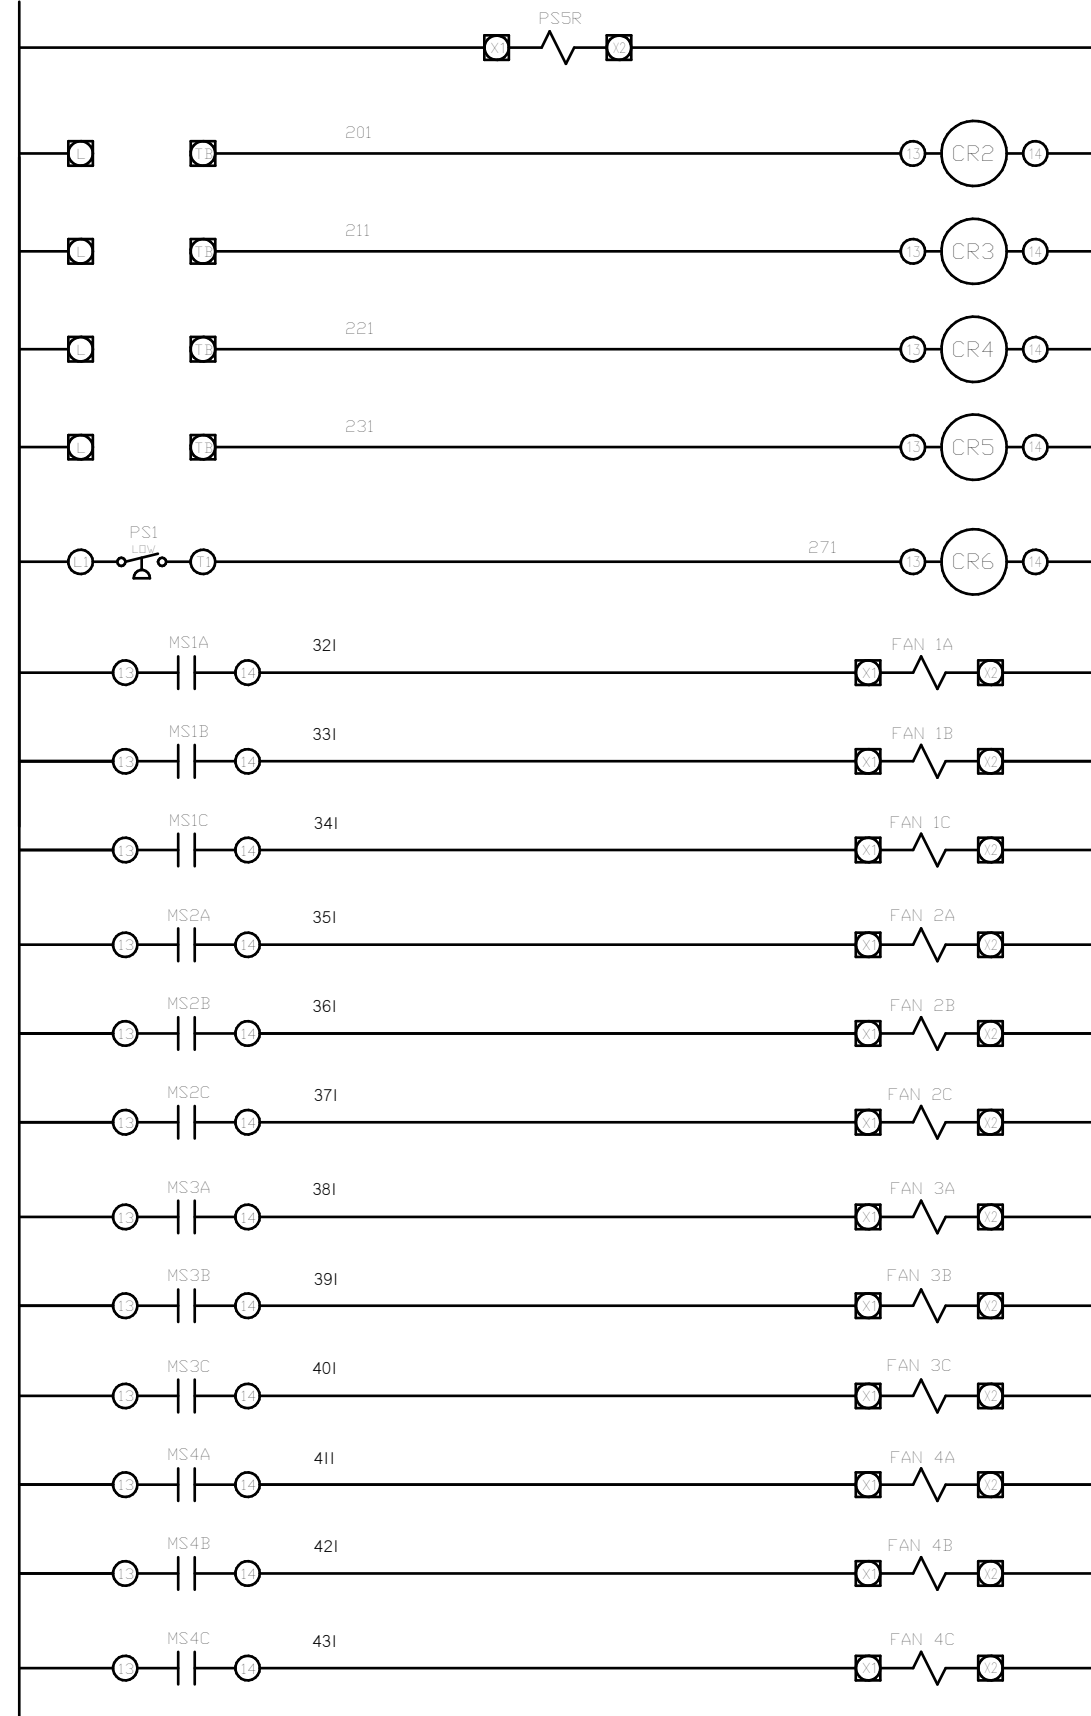 PS5R
X1 X2
201
L TB 13 CR2 14
211
L TB 13 CR3 14
221
L TB 13 CR4 14
231
L TB 13 CR5 14
PS1
LOW
271
L1 T1 13 CR6 14
MS1A 321 FAN 1A
13 14 X1 X2
MS1B 331 FAN 1B
13 14 X1 X2
MS1C 341 FAN 1C
13 14 X1 X2
MS2A 351 FAN 2A
13 14 X1 X2
MS2B 361 FAN 2B
13 14 X1 X2
MS2C 371 FAN 2C
13 14 X1 X2
MS3A 381 FAN 3A
13 14 X1 X2
MS3B 391 FAN 3B
13 14 X1 X2
MS3C 401 FAN 3C
13 14 X1 X2
MS4A 411 FAN 4A
13 14 X1 X2
MS4B 421 FAN 4B
13 14 X1 X2
MS4C 431 FAN 4C
13 14 X1 X2